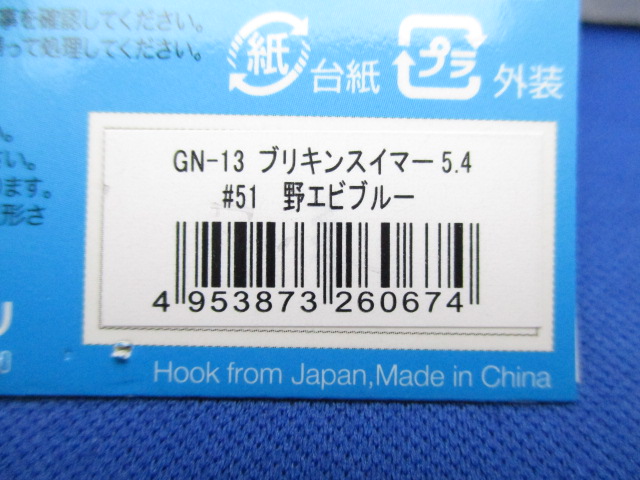 事を確認してください。
って処理してください。
紙
台紙
プラ
外装
ん。
さい。
ります。
形さ
GN-13 ブリキンスイマー5.4
#51 野エビブルー
4 953873 260674
Hook from Japan,Made in China